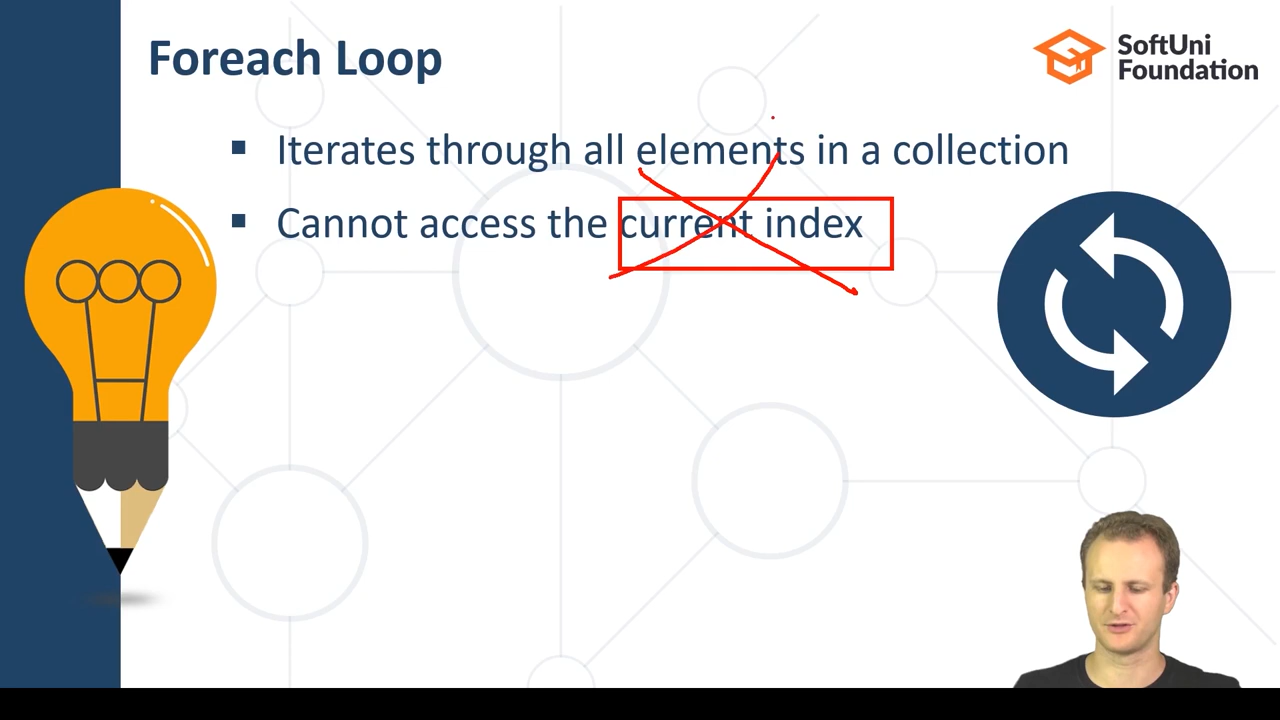 Foreach Loop
SoftUni
Foundation
▪ Iterates through all elements in a collection
▪ Cannot access the current index